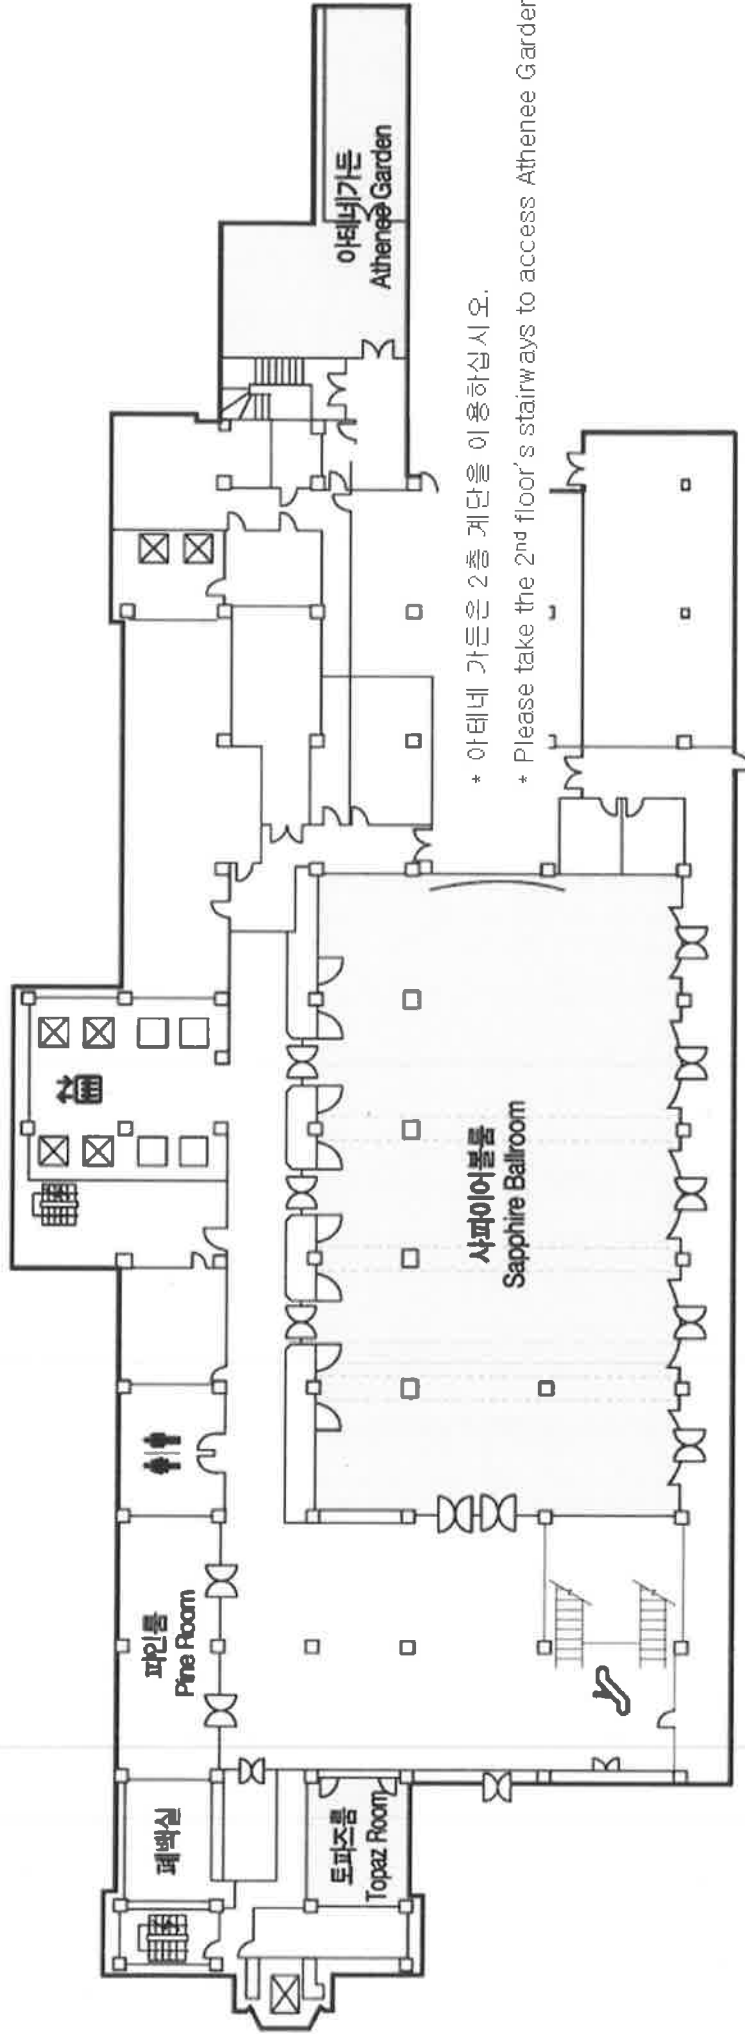 아테네가든
Athenee Garden
* 아테네 가든은 2층 계단을 이용하십시오.
* Please take the 2nd floor's stairways to access Athenee Garden
사파이어볼룸
Sapphire Ballroom
파인룸
Pine Room
폐백실
토파즈룸
Topaz Room